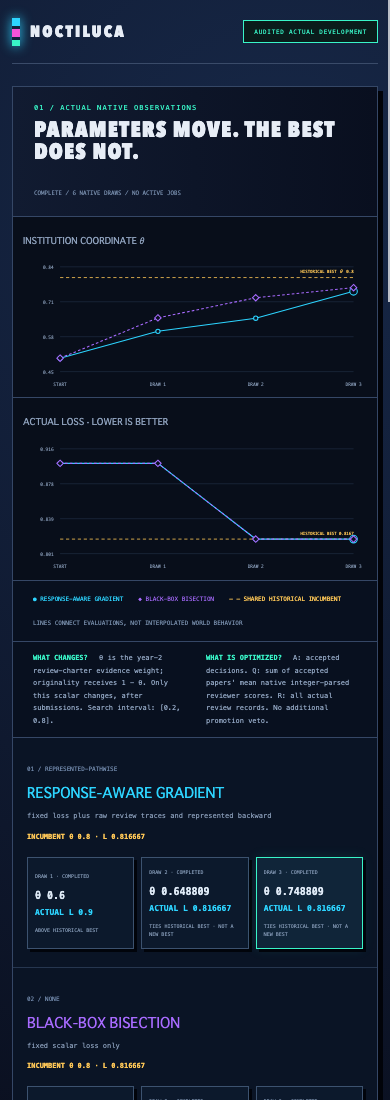 NOCTILUCA
AUDITED ACTUAL DEVELOPMENT
01 / ACTUAL NATIVE OBSERVATIONS
PARAMETERS MOVE. THE BEST
DOES NOT.
COMPLETE / 6 NATIVE DRAWS / NO ACTIVE JOBS
INSTITUTION COORDINATE θ
0.84
HISTORICAL BEST θ 0.8
0.71
0.58
0.45
START
DRAW 1
DRAW 2
DRAW 3
ACTUAL LOSS · LOWER IS BETTER
0.916
0.878
0.839
HISTORICAL BEST 0.8167
0.801
START
DRAW 1
DRAW 2
DRAW 3
RESPONSE-AWARE GRADIENT
BLACK-BOX BISECTION
SHARED HISTORICAL INCUMBENT
LINES CONNECT EVALUATIONS, NOT INTERPOLATED WORLD BEHAVIOR
WHAT CHANGES? θ is the year-2
review-charter evidence weight;
originality receives 1 − θ. Only
this scalar changes, after
submissions. Search interval: [0.2,
0.8].
WHAT IS OPTIMIZED? A: accepted
decisions. Q: sum of accepted
papers' mean native integer-parsed
reviewer scores. R: all actual
review records. No additional
promotion veto.
01 / REPRESENTED-PATHWISE
RESPONSE-AWARE GRADIENT
fixed loss plus raw review traces and represented backward
INCUMBENT θ 0.8 · L 0.816667
DRAW 1 · COMPLETED
θ 0.6
ACTUAL L 0.9
ABOVE HISTORICAL BEST
DRAW 2 · COMPLETED
θ 0.648809
ACTUAL L 0.816667
TIES HISTORICAL BEST · NOT A
NEW BEST
DRAW 3 · COMPLETED
θ 0.748809
ACTUAL L 0.816667
TIES HISTORICAL BEST · NOT A
NEW BEST
02 / NONE
BLACK-BOX BISECTION
fixed scalar loss only
INCUMBENT θ 0.8 · L 0.816667